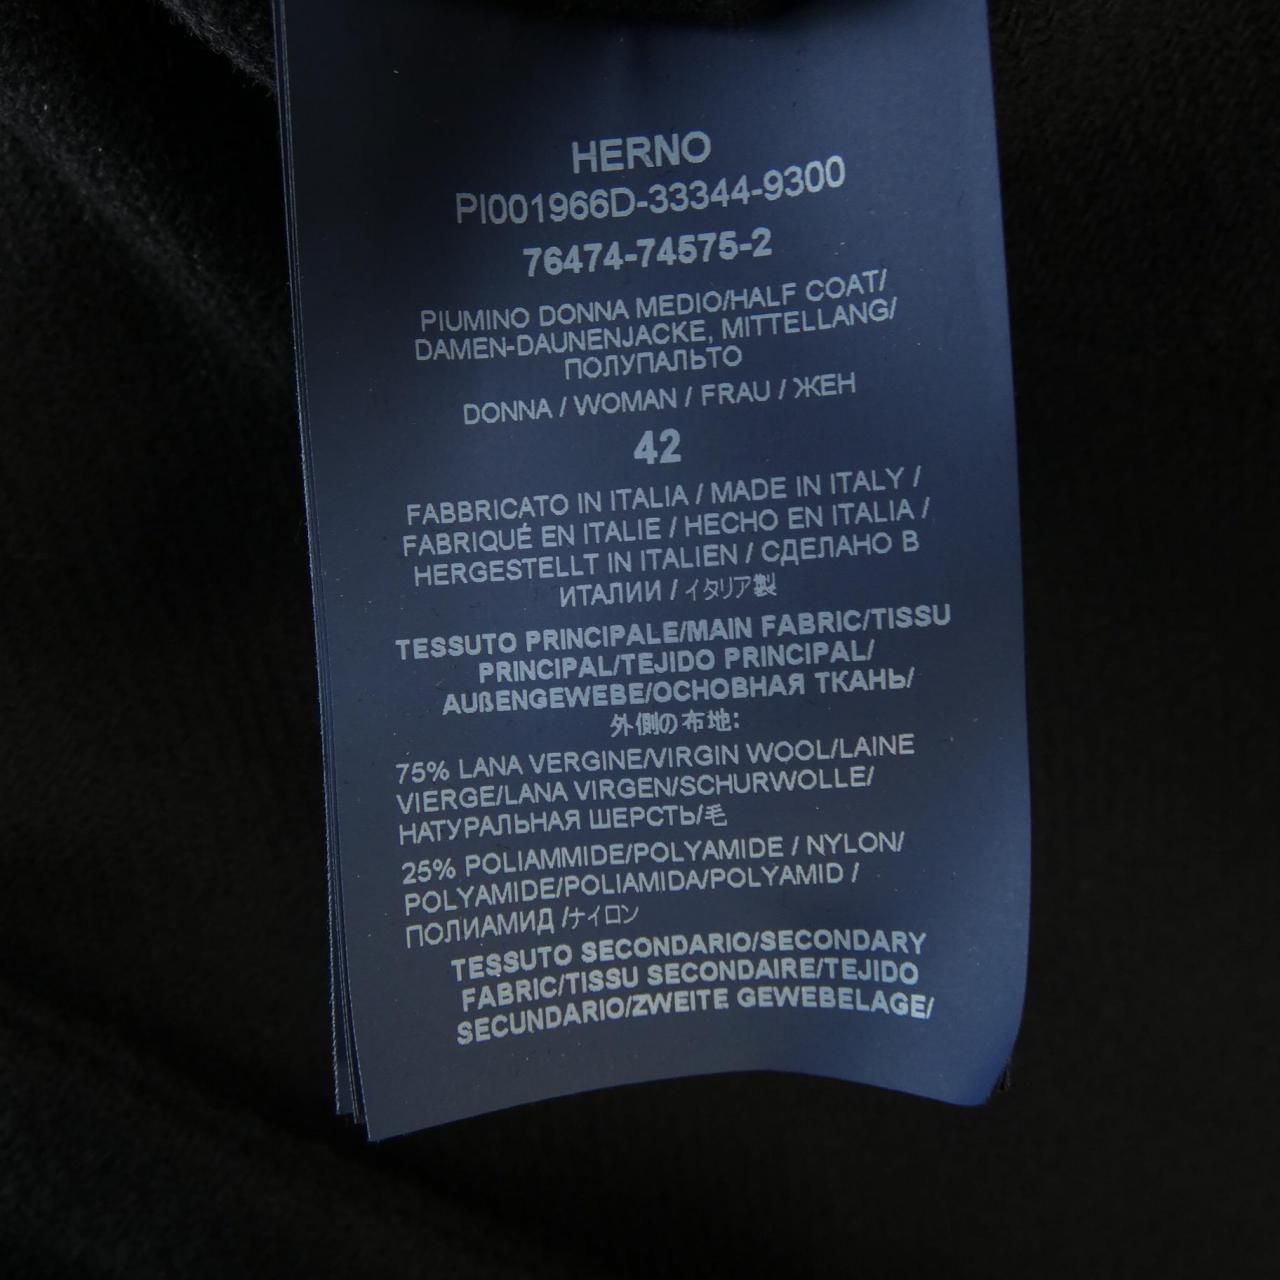 HERNO
PI001966D-33344-9300
76474-74575-2
PIUMINO DONNA MEDIO/HALF COAT/
DAMEN-DAUNENJACKE, MITTELLANG/
ПОЛУПАЛЬТО
DONNA / WOMAN / FRAU / ЖЕН
42
FABBRICATO IN ITALIA / MADE IN ITALY /
FABRIQUÉ EN ITALIE / HECHO EN ITALIA /
HERGESTELLT IN ITALIEN / СДЕЛАНО В
ИТАЛИИ / イタリア製
TESSUTO PRINCIPALE/MAIN FABRIC/TISSU
PRINCIPAL/TEJIDO PRINCIPAL/
AUßENGEWEBE/ОСНОВНАЯ ТКАНЬ/
外側の布地:
75% LANA VERGINE/VIRGIN WOOL/LAINE
VIERGE/LANA VIRGEN/SCHURWOLLE/
НАТУРАЛЬНАЯ ШЕРСТЬ/毛
25% POLIAMMIDE/POLYAMIDE / NYLON/
POLYAMIDE/POLIAMIDA/POLYAMID /
ПОЛИАМИД /ナイロン
TESSUTO SECONDARIO/SECONDARY
FABRIC/TISSU SECONDAIRE/TEJIDO
SECUNDARIO/ZWEITE GEWEBELAGE/